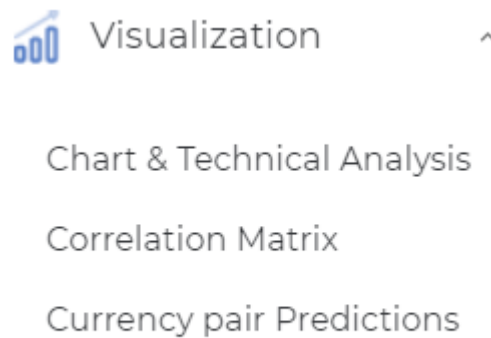 Visualization
Chart & Technical Analysis
Correlation Matrix
Currency pair Predictions